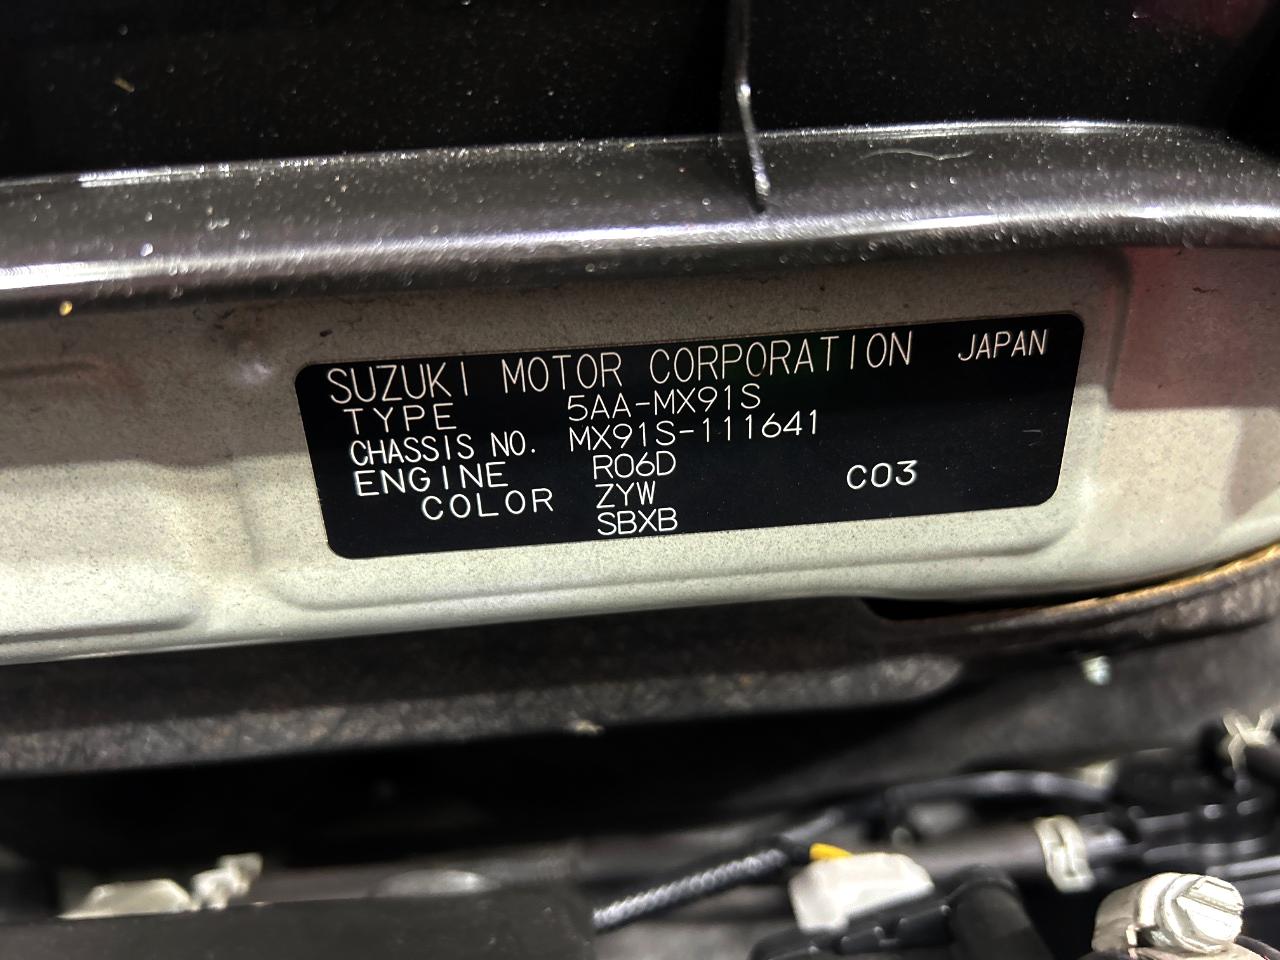 SUZUKI MOTOR CORPORATION JAPAN
TYPE 5AA-MX91S
CHASSIS NO. MX91S-111641
ENGINE R06D
COLOR ZYW C03
SBXB